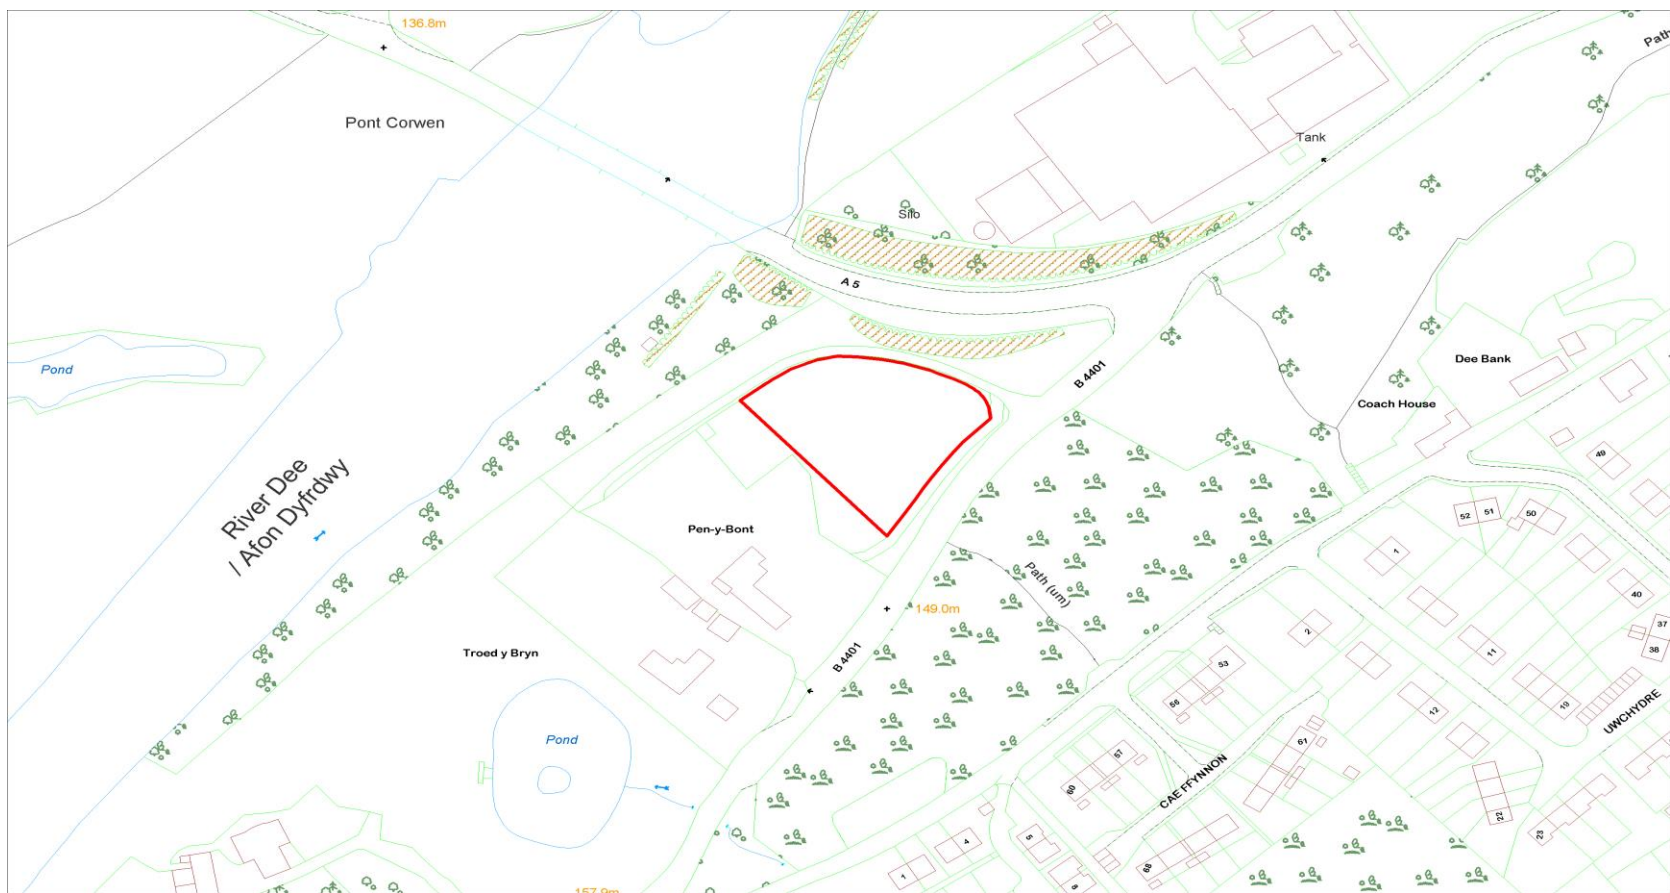 136.8m
Path
Pont Corwen
Tank
Silo
A 5
Pond
Dee Bank
B 4401
Coach House
49
River Dee
/ Afon Dyfrdwy
52
51
50
Pen-y-Bont
1
Path (um)
40
149.0m
37
2
38
Troed y Bryn
B 4401
11
53
56
19
12
UWCHYDRE
Pond
61
57
60
CAE FFYNNON
22
23
5
4
68
1
8
157.9m